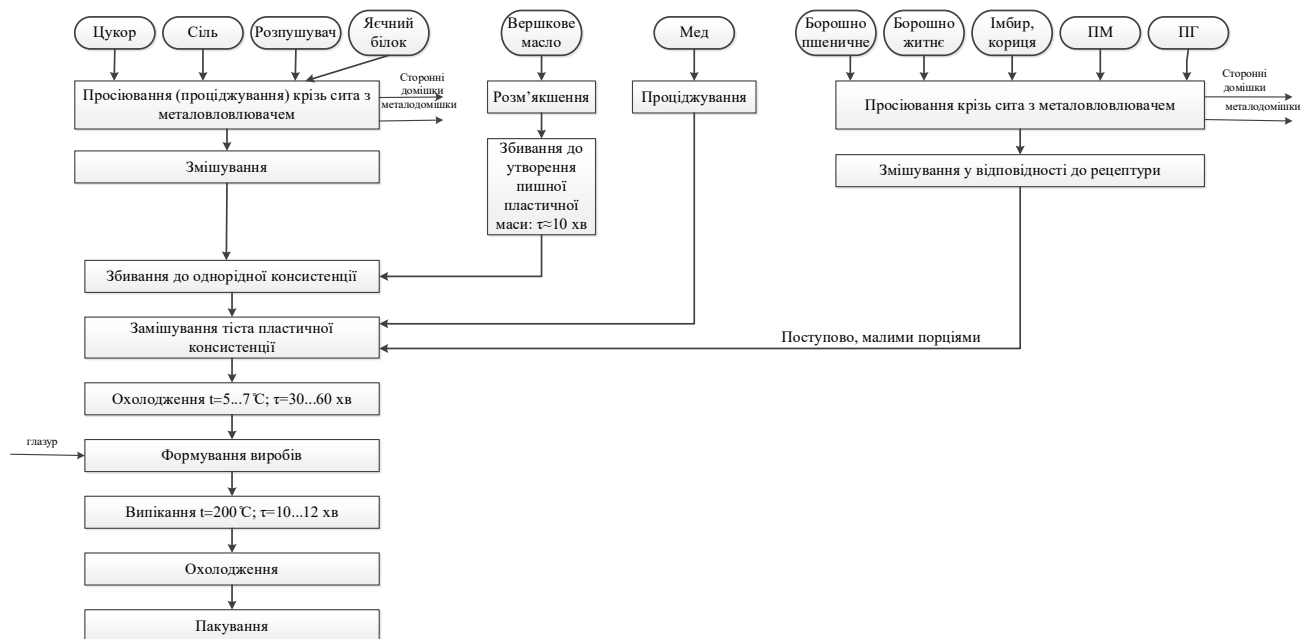 Цукор
Сіль
Розпушувач
Яєчний
білок
Вершкове
масло
Мед
Борошно
пшеничне
Борошно
житнє
Імбир,
кориця
ПМ
ПГ
Просіювання (проціджування) крізь сита з
металовловлювачем
Сторонні
домішки
металодомішки
Розм’якшення
Проціджування
Просіювання крізь сита з металовловлювачем
Сторонні
домішки
металодомішки
Змішування
Збивання до
утворення
пишної
пластичної
маси: τ≈10 хв
Змішування у відповідності до рецептури
Збивання до однорідної консистенції
Замішування тіста пластичної
консистенції
Поступово, малими порціями
Охолодження t=5...7 ℃; τ=30...60 хв
глазур
Формування виробів
Випікання t=200 ℃; τ=10...12 хв
Охолодження
Пакування